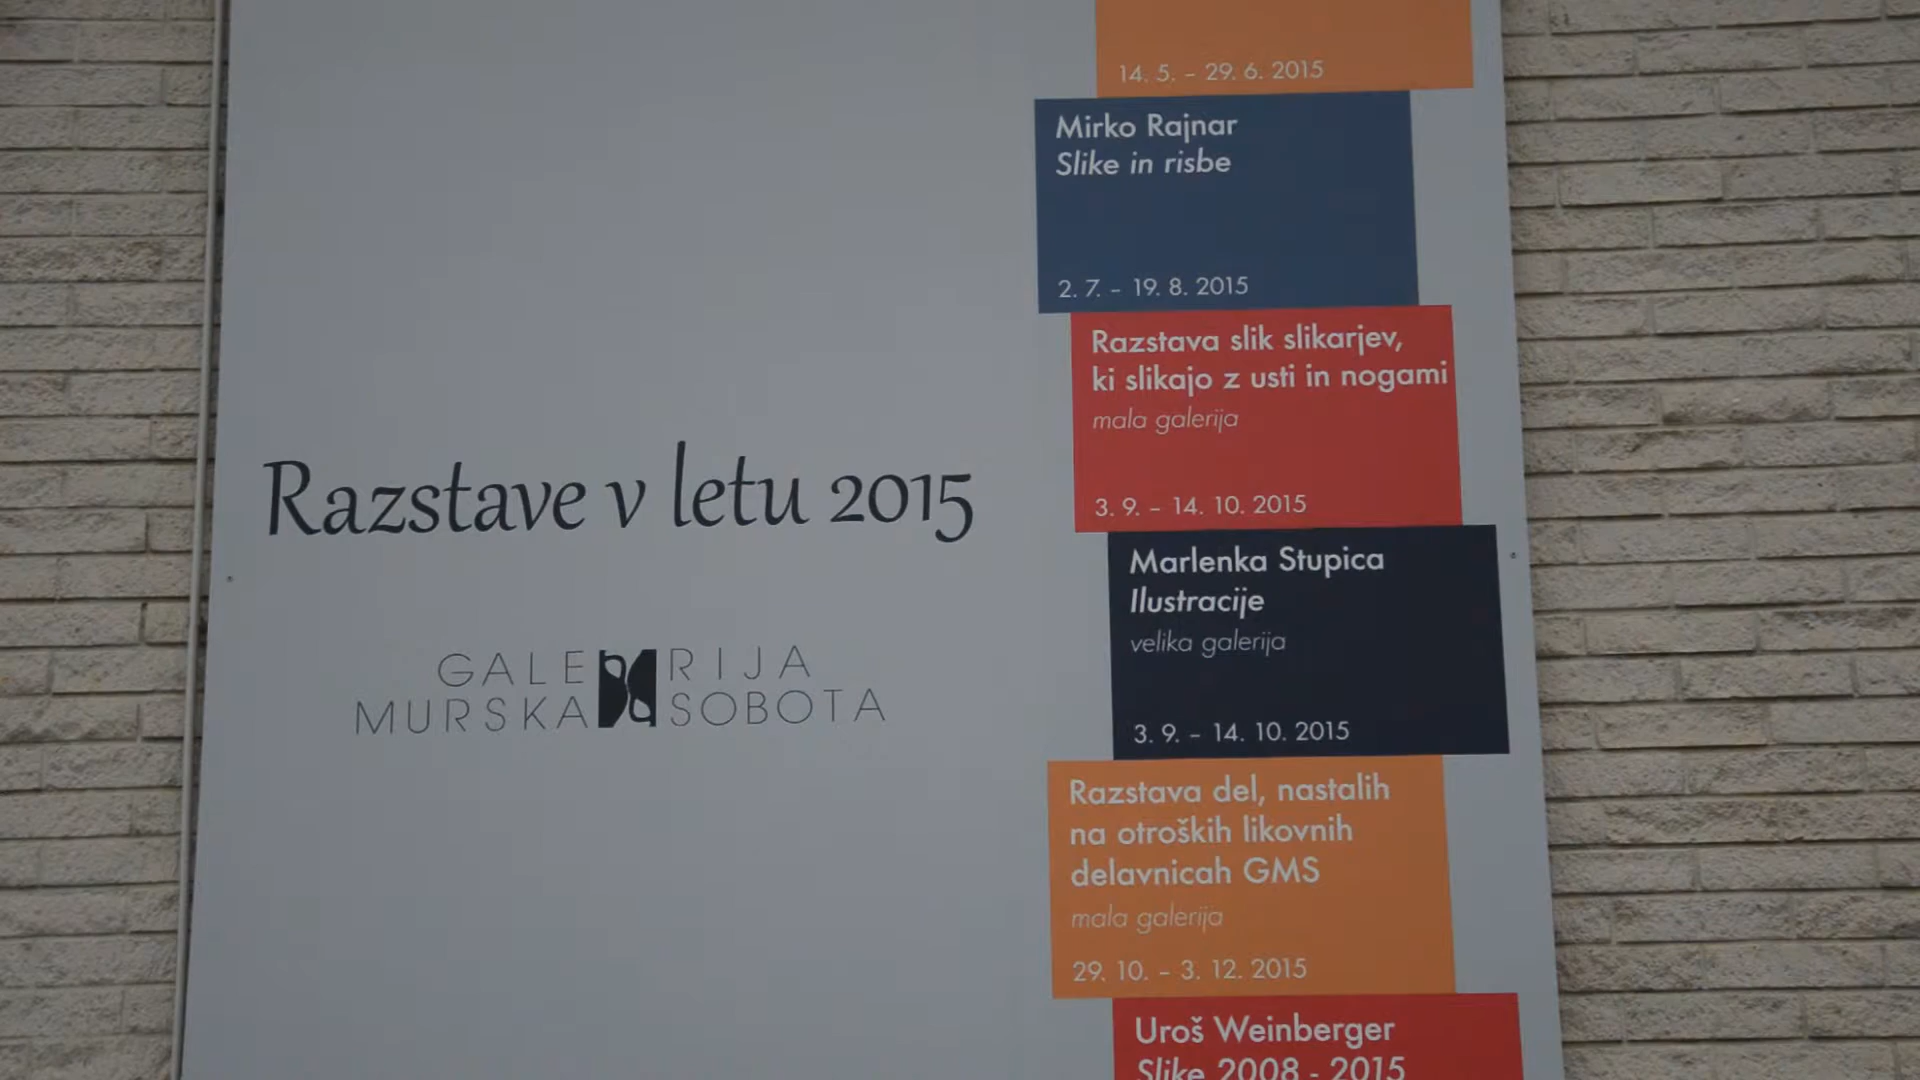 Razstave v letu 2015
GALERIJA
MURSKA SOBOTA
14. 5. – 29. 6. 2015
Mirko Rajnar
Slike in risbe
2. 7. – 19. 8. 2015
Razstava slik slikarjev,
ki slikajo z usti in nogami
mala galerija
3. 9. – 14. 10. 2015
Marlenka Stupica
Ilustracije
velika galerija
3. 9. – 14. 10. 2015
Razstava del, nastalih
na otroških likovnih
delavnicah GMS
mala galerija
29. 10. – 3. 12. 2015
Uroš Weinberger
Slike 2008 - 2015